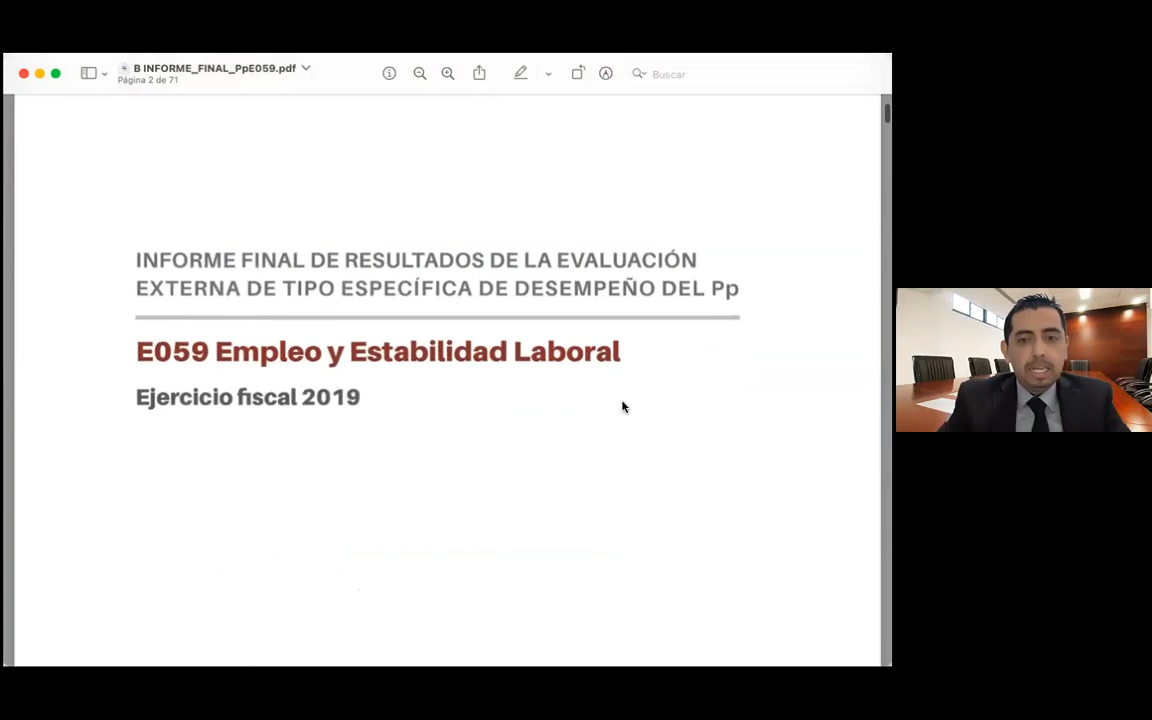 B INFORME_FINAL_PpE059.pdf
Página 2 de 71
Buscar
INFORME FINAL DE RESULTADOS DE LA EVALUACIÓN
EXTERNA DE TIPO ESPECÍFICA DE DESEMPEÑO DEL Pp
E059 Empleo y Estabilidad Laboral
Ejercicio fiscal 2019